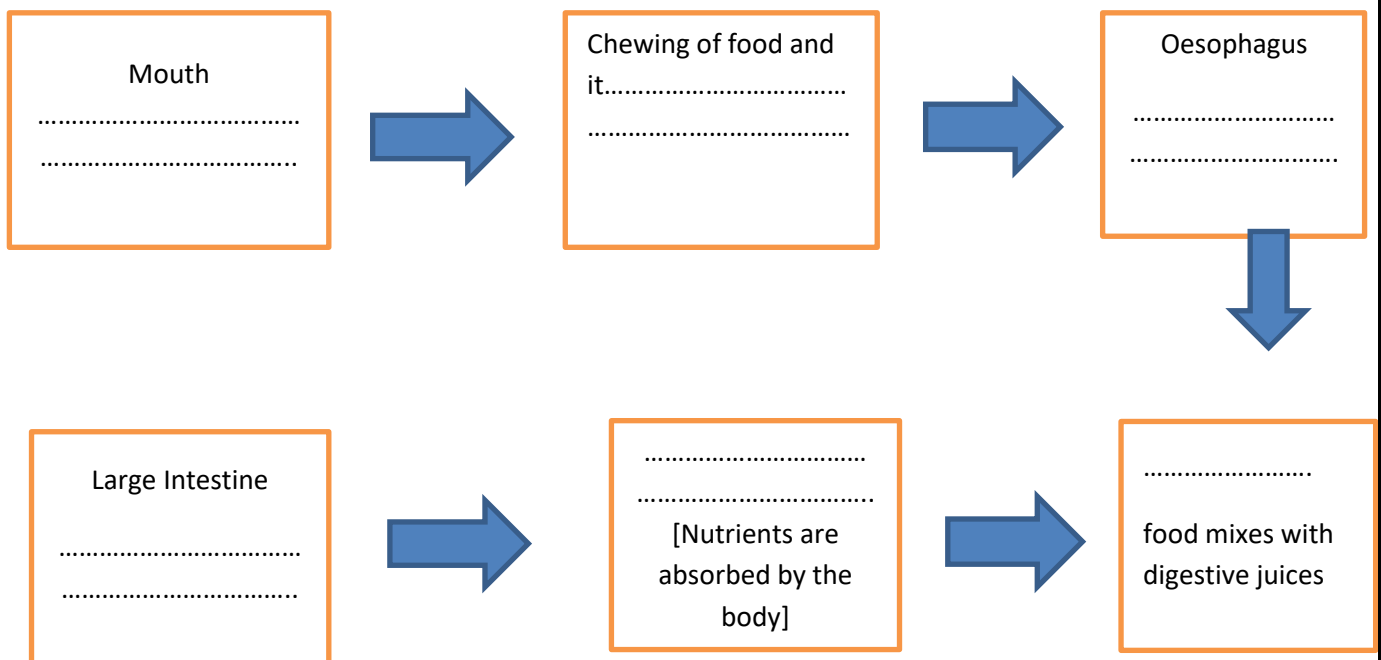 Mouth
…………………………………
………………………………..
Chewing of food and
it………………………………
…………………………………
Oesophagus
…………………………
………………………….
Large Intestine
………………………………
……………………………..
……………………………
……………………………..
[Nutrients are
absorbed by the
body]
…………………….
food mixes with
digestive juices